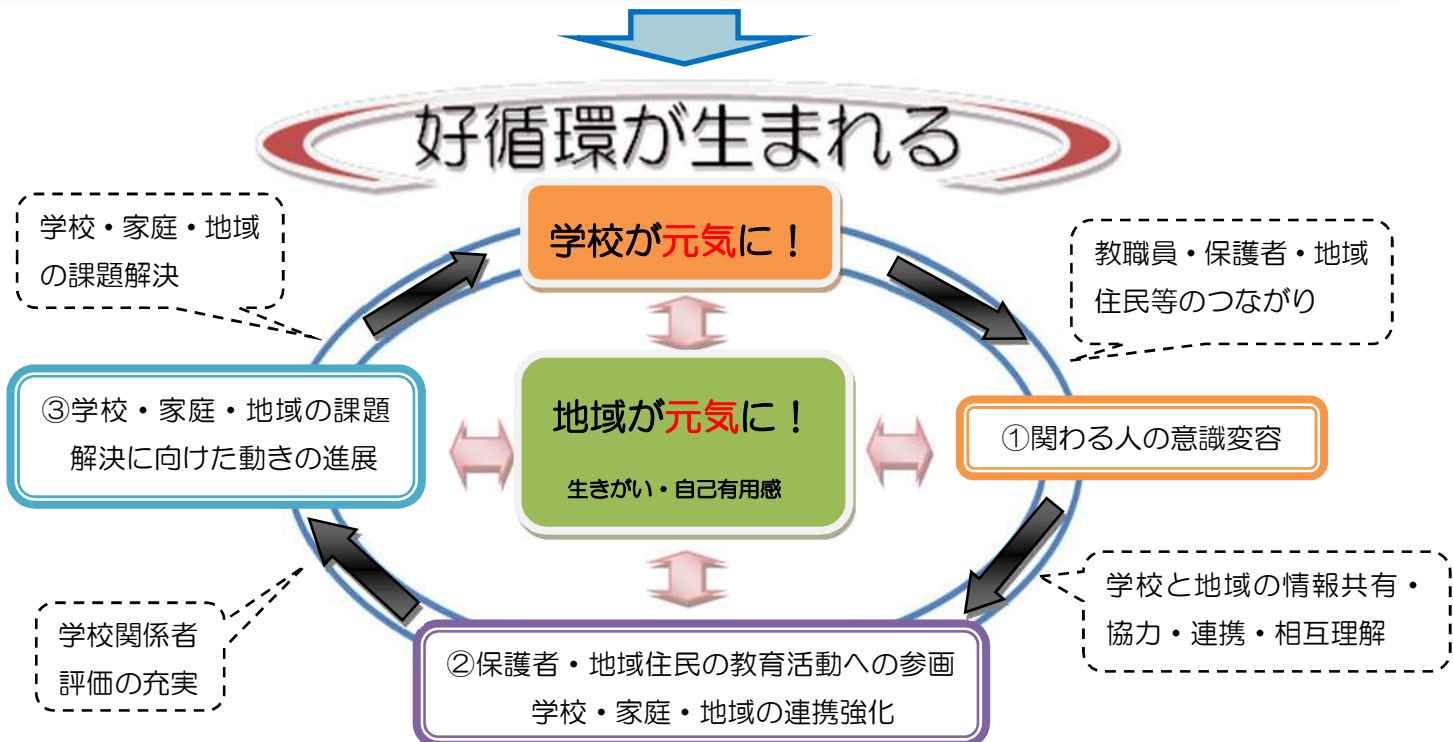 好循環が生まれる
学校が元気に！
学校・家庭・地域
の課題解決
教職員・保護者・地域
住民等のつながり
地域が元気に！
生きがい・自己有用感
③学校・家庭・地域の課題
解決に向けた動きの進展
①関わる人の意識変容
学校と地域の情報共有・
協力・連携・相互理解
学校関係者
評価の充実
②保護者・地域住民の教育活動への参画
学校・家庭・地域の連携強化